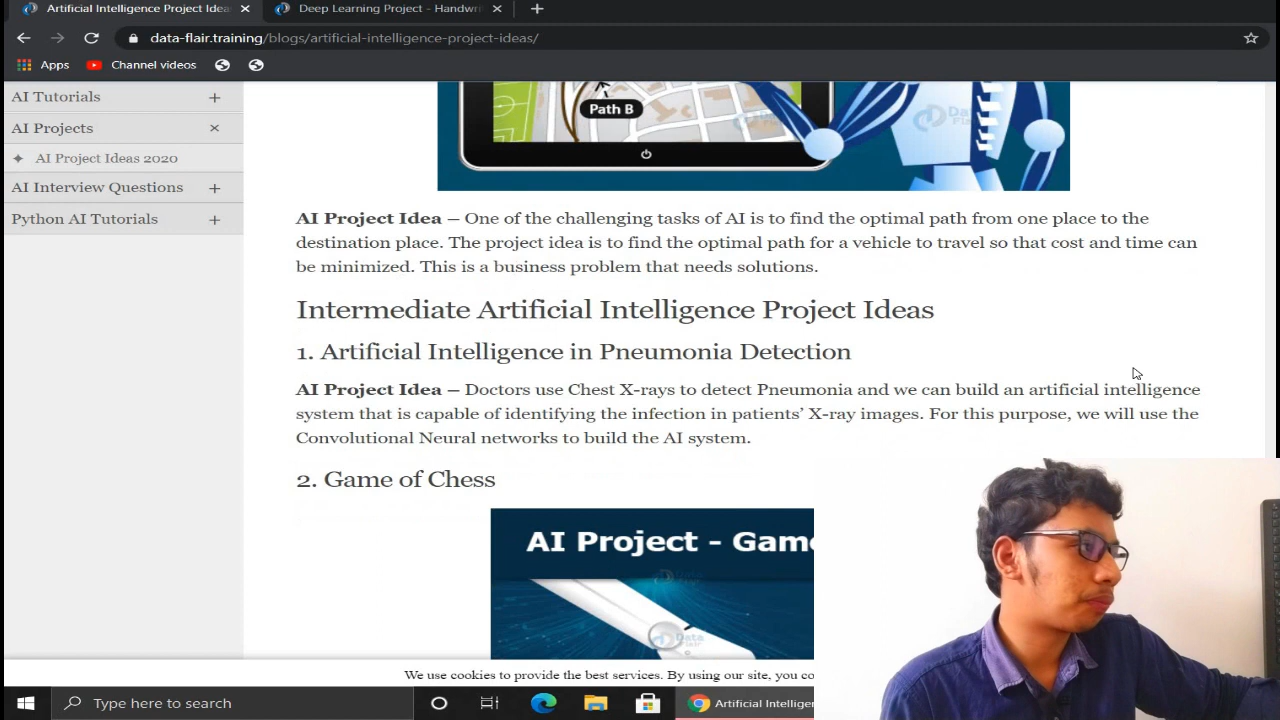 Artificial Intelligence Project Idea
Deep Learning Project - Handwr
data-flair.training/blogs/artificial-intelligence-project-ideas/
Apps
Channel videos
AI Tutorials
AI Projects
AI Project Ideas 2020
AI Interview Questions
Python AI Tutorials
Path B
AI Project Idea – One of the challenging tasks of AI is to find the optimal path from one place to the
destination place. The project idea is to find the optimal path for a vehicle to travel so that cost and time can
be minimized. This is a business problem that needs solutions.
Intermediate Artificial Intelligence Project Ideas
1. Artificial Intelligence in Pneumonia Detection
AI Project Idea – Doctors use Chest X-rays to detect Pneumonia and we can build an artificial intelligence
system that is capable of identifying the infection in patients' X-ray images. For this purpose, we will use the
Convolutional Neural networks to build the AI system.
2. Game of Chess
AI Project - Game
We use cookies to provide the best services. By using our site, you co
Type here to search
Artificial Intelliger